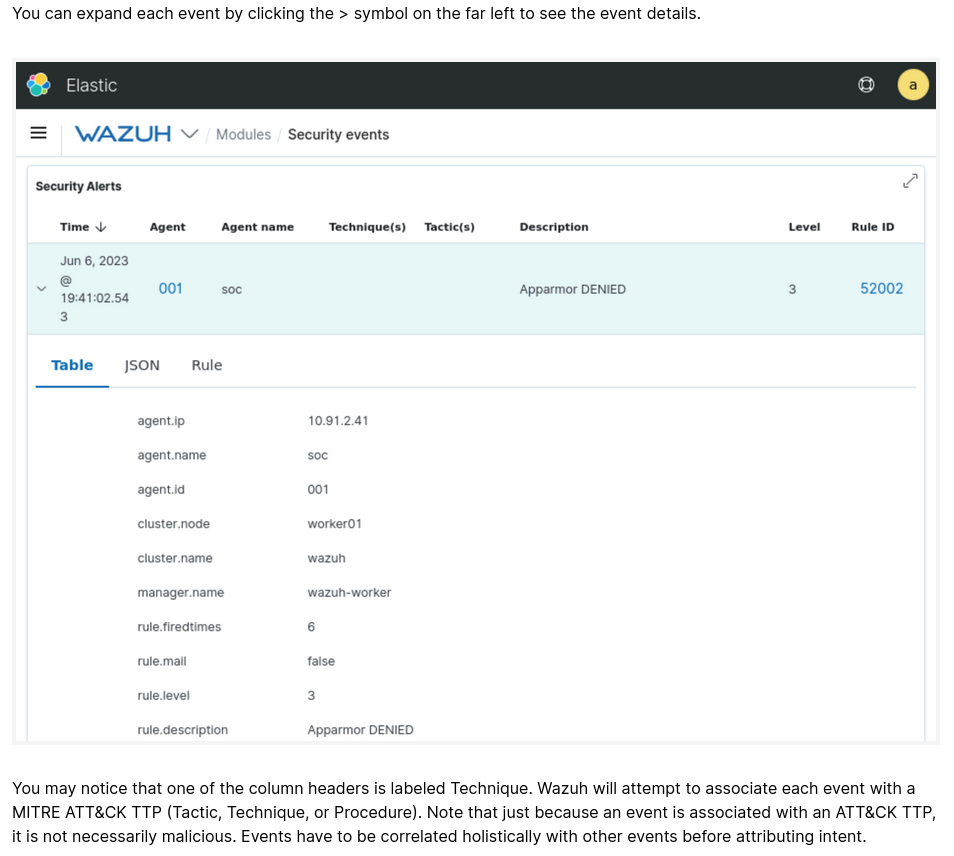 You can expand each event by clicking the > symbol on the far left to see the event details.
Elastic
a
WAZUH / Modules / Security events
Security Alerts
Time Agent Agent name Technique(s) Tactic(s) Description Level Rule ID
Jun 6, 2023
@
19:41:02.54
3
001 soc Apparmor DENIED 3 52002
Table JSON Rule
agent.ip 10.91.2.41
agent.name soc
agent.id 001
cluster.node worker01
cluster.name wazuh
manager.name wazuh-worker
rule.firedtimes 6
rule.mail false
rule.level 3
rule.description Apparmor DENIED
You may notice that one of the column headers is labeled Technique. Wazuh will attempt to associate each event with a
MITRE ATT&CK TTP (Tactic, Technique, or Procedure). Note that just because an event is associated with an ATT&CK TTP,
it is not necessarily malicious. Events have to be correlated holistically with other events before attributing intent.